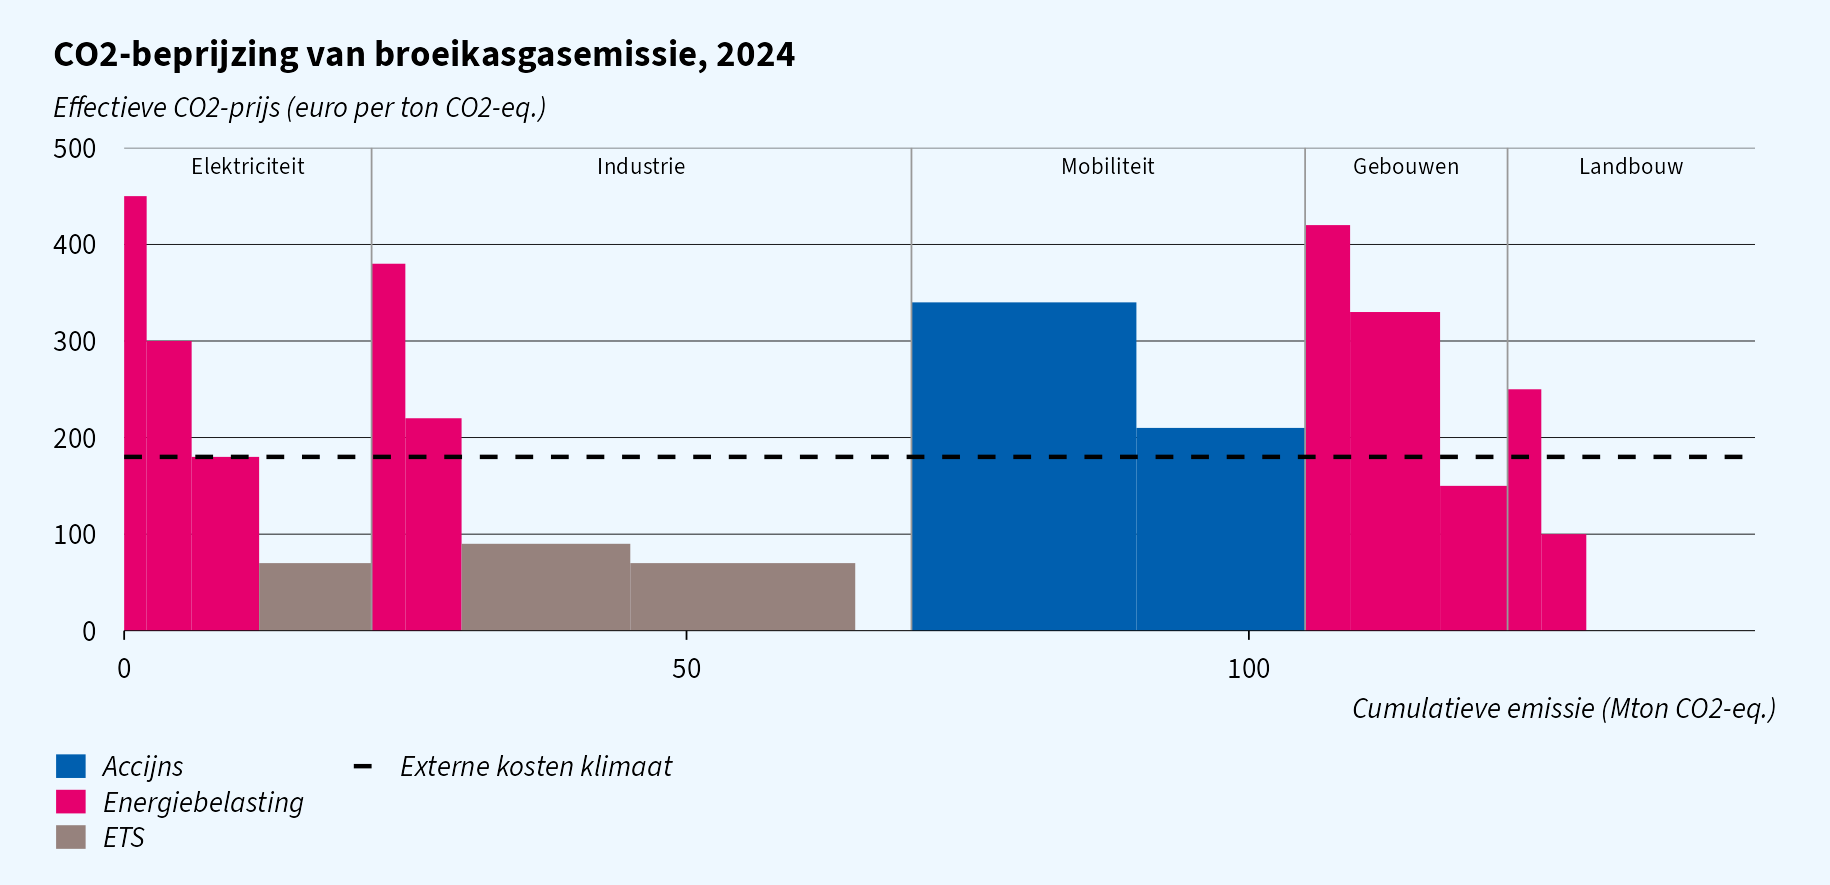 CO2-beprijzing van broeikasgasemissie, 2024
Effectieve CO2-prijs (euro per ton CO2-eq.)
500
Elektriciteit Industrie Mobiliteit Gebouwen Landbouw
400
300
200
100
0
0 50 100
Cumulatieve emissie (Mton CO2-eq.)
Accijns Externe kosten klimaat
Energiebelasting
ETS